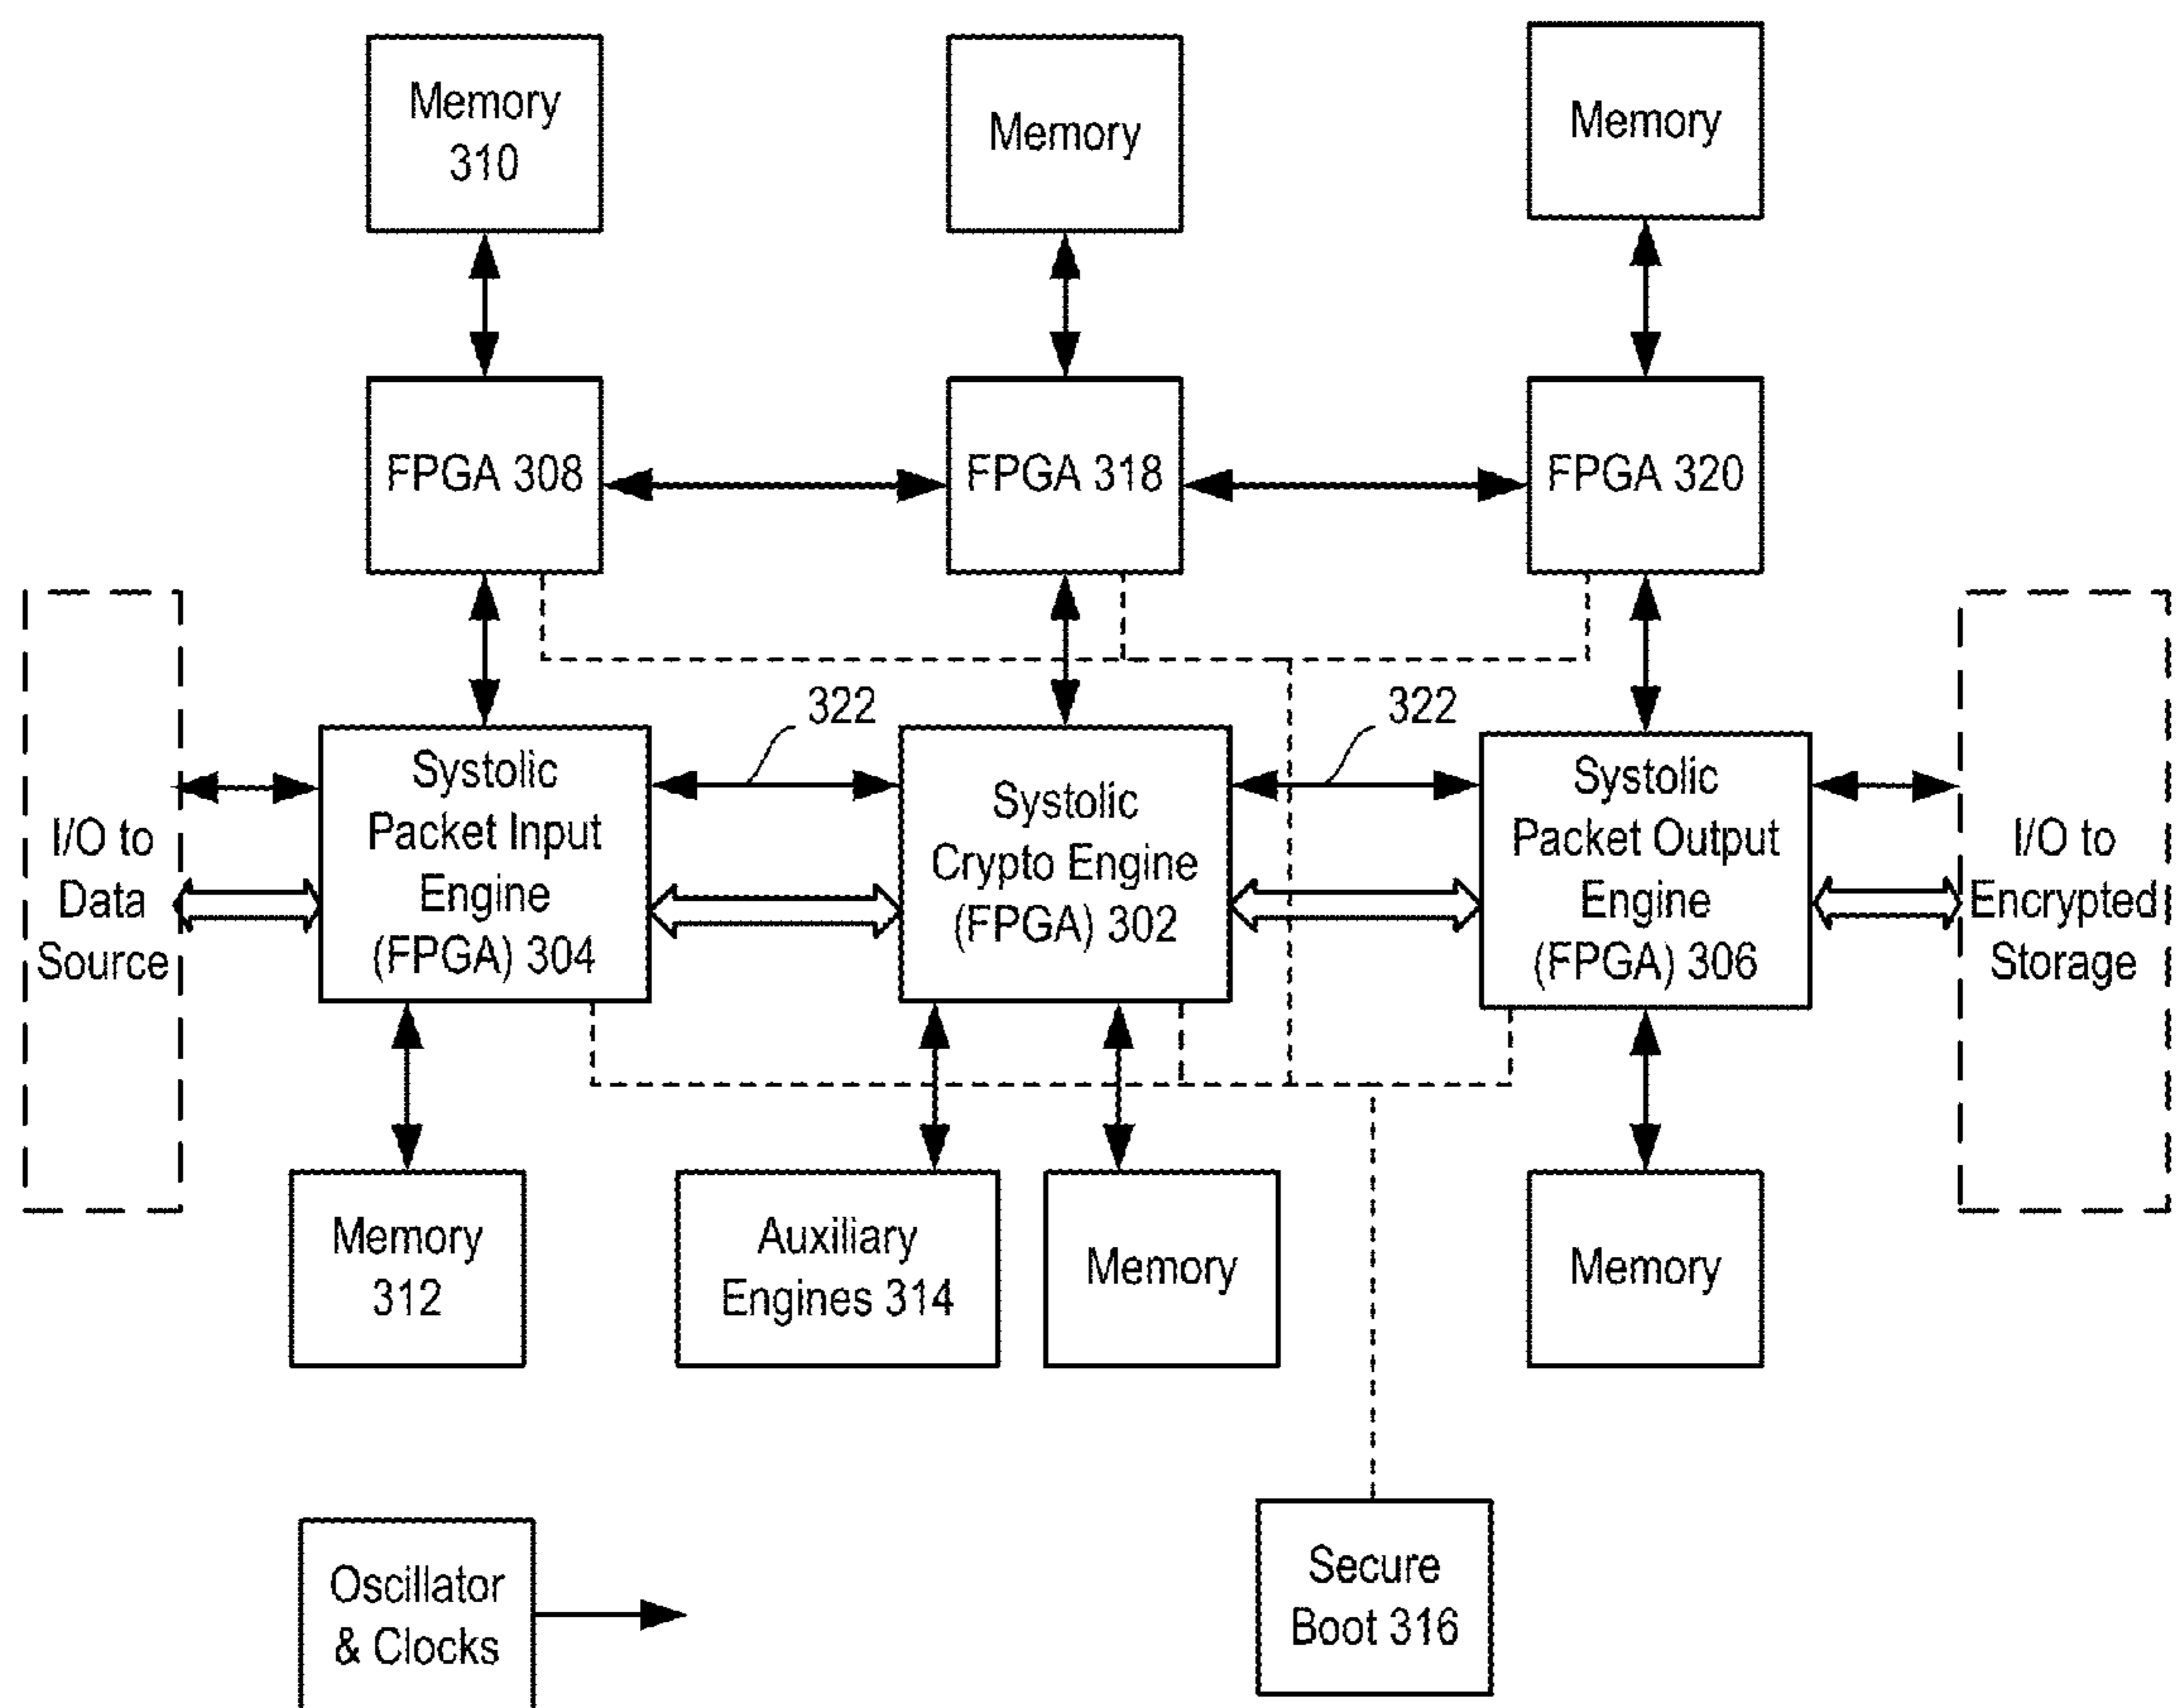 Memory
310
Memory
Memory
FPGA 308
FPGA 318
FPGA 320
322
322
I/O to
Data
Source
Systolic
Packet Input
Engine
(FPGA) 304
Systolic
Crypto Engine
(FPGA) 302
Systolic
Packet Output
Engine
(FPGA) 306
I/O to
Encrypted
Storage
Memory
312
Auxiliary
Engines 314
Memory
Memory
Oscillator
& Clocks
Secure
Boot 316